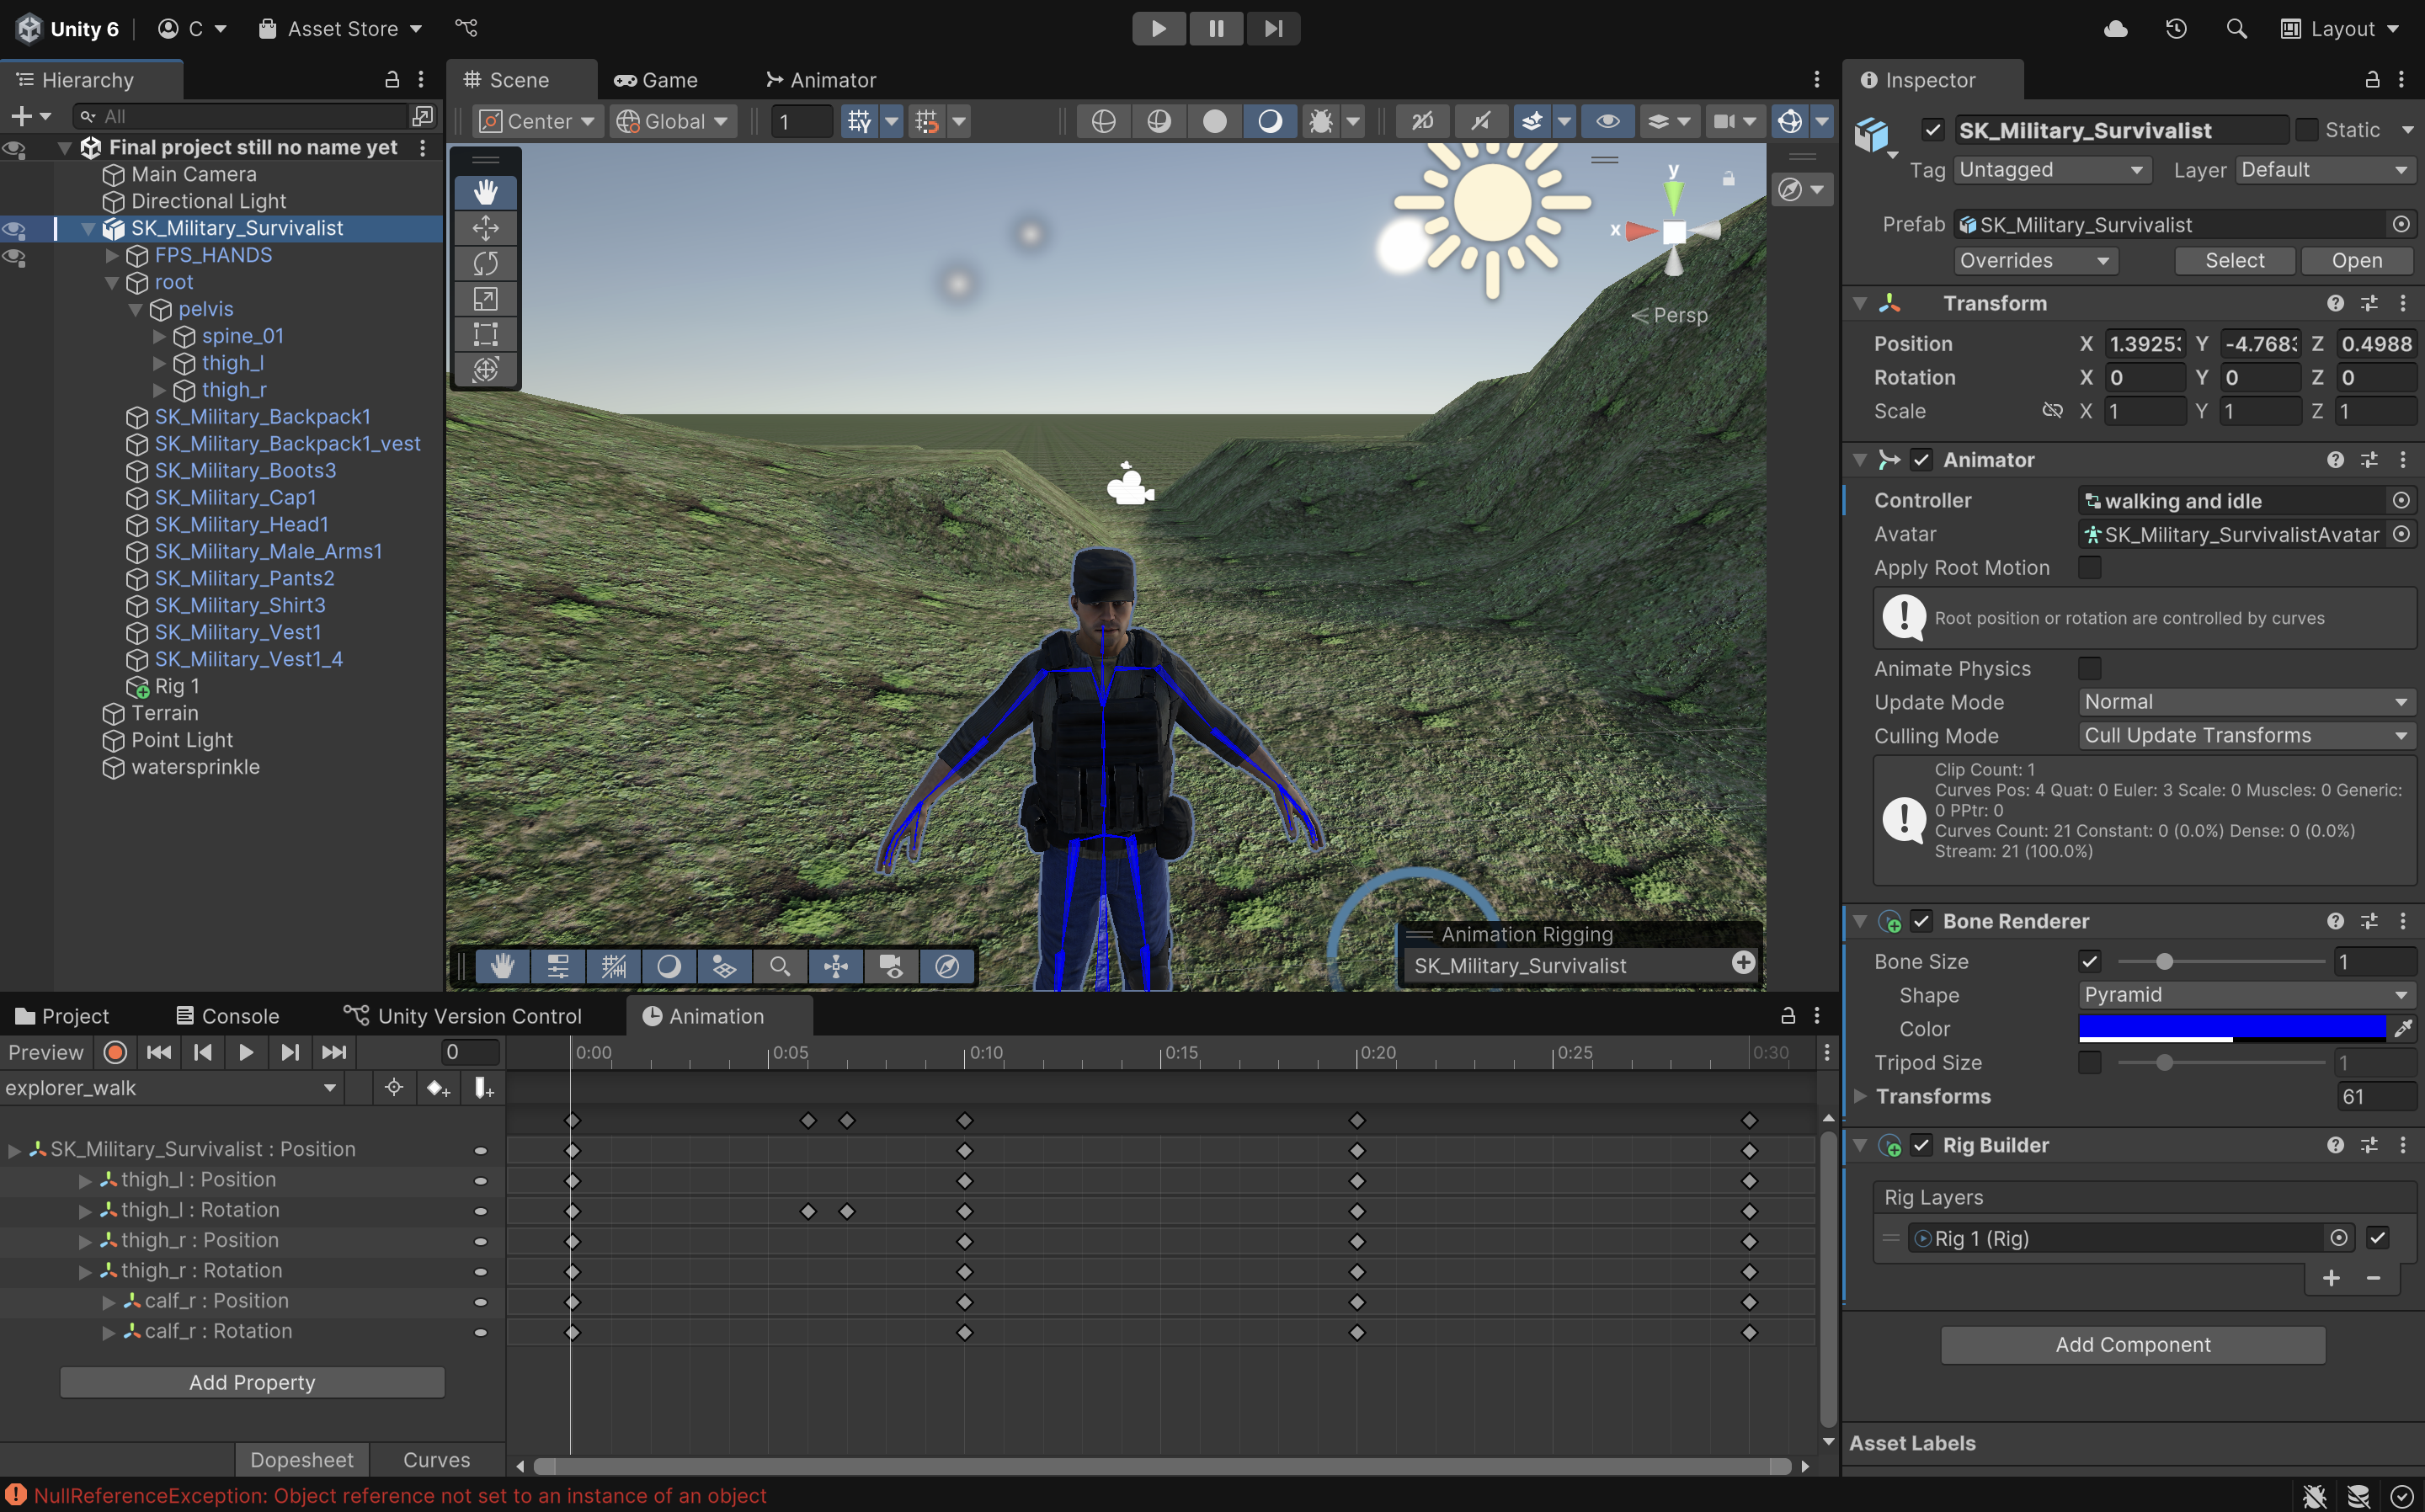 Unity 6
C
Asset Store
Layout
Hierarchy
All
Final project still no name yet
Main Camera
Directional Light
SK_Military_Survivalist
FPS_HANDS
root
pelvis
spine_01
thigh_l
thigh_r
SK_Military_Backpack1
SK_Military_Backpack1_vest
SK_Military_Boots3
SK_Military_Cap1
SK_Military_Head1
SK_Military_Male_Arms1
SK_Military_Pants2
SK_Military_Shirt3
SK_Military_Vest1
SK_Military_Vest1_4
Rig 1
Terrain
Point Light
watersprinkle
Scene
Game
Animator
Center
Global
1
2D
y
x
Persp
Animation Rigging
SK_Military_Survivalist
Inspector
SK_Military_Survivalist
Static
Tag Untagged Layer Default
Prefab SK_Military_Survivalist
Overrides Select Open
Transform
Position X 1.3925 Y -4.768 Z 0.4988
Rotation X 0 Y 0 Z 0
Scale X 1 Y 1 Z 1
Animator
Controller walking and idle
Avatar SK_Military_SurvivalistAvatar
Apply Root Motion
Root position or rotation are controlled by curves
Animate Physics
Update Mode Normal
Culling Mode Cull Update Transforms
Clip Count: 1
Curves Pos: 4 Quat: 0 Euler: 3 Scale: 0 Muscles: 0 Generic:
0 PPtr: 0
Curves Count: 21 Constant: 0 (0.0%) Dense: 0 (0.0%)
Stream: 21 (100.0%)
Bone Renderer
Bone Size 1
Shape Pyramid
Color
Tripod Size 1
Transforms 61
Rig Builder
Rig Layers
Rig 1 (Rig)
Add Component
Asset Labels
Project
Console
Unity Version Control
Animation
Preview 0
0:00 0:05 0:10 0:15 0:20 0:25 0:30
explorer_walk
SK_Military_Survivalist : Position
thigh_l : Position
thigh_l : Rotation
thigh_r : Position
thigh_r : Rotation
calf_r : Position
calf_r : Rotation
Add Property
Dopesheet Curves
NullReferenceException: Object reference not set to an instance of an object